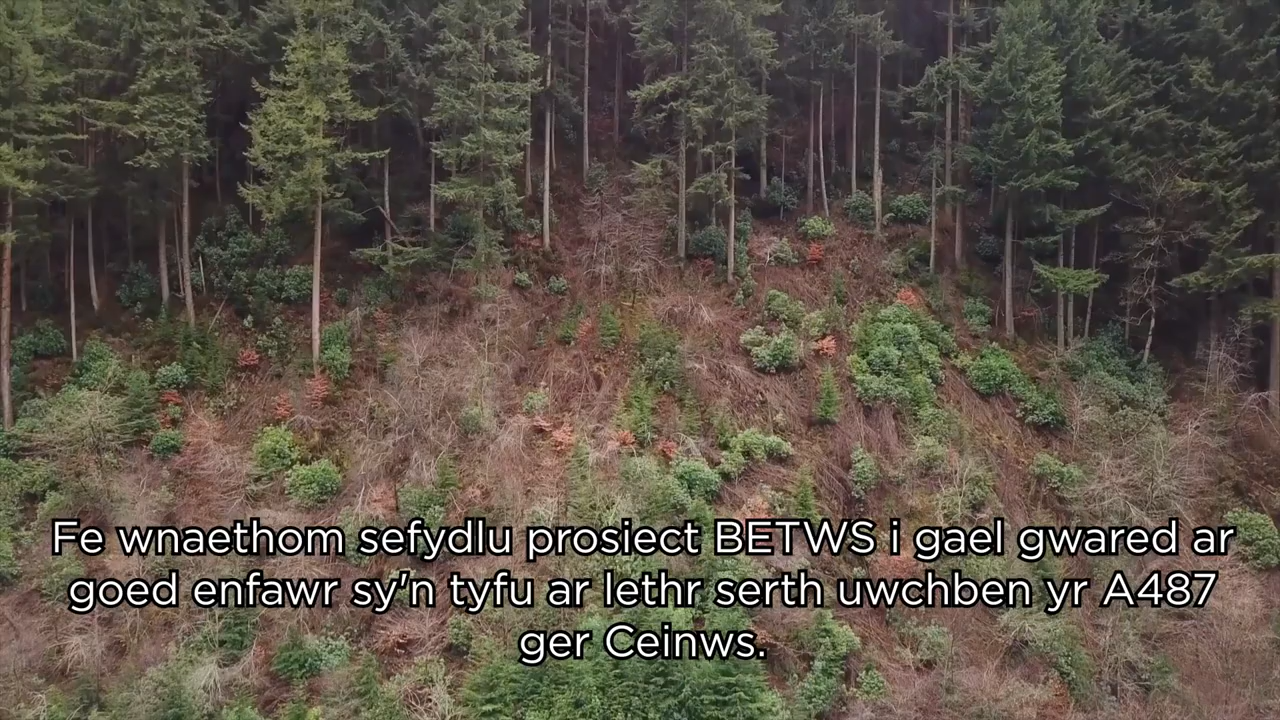 Fe wnaethom sefydlu prosiect BETWS i gael gwared ar
goed enfawr sy'n tyfu ar lethr serth uwchben yr A487
ger Ceinws.